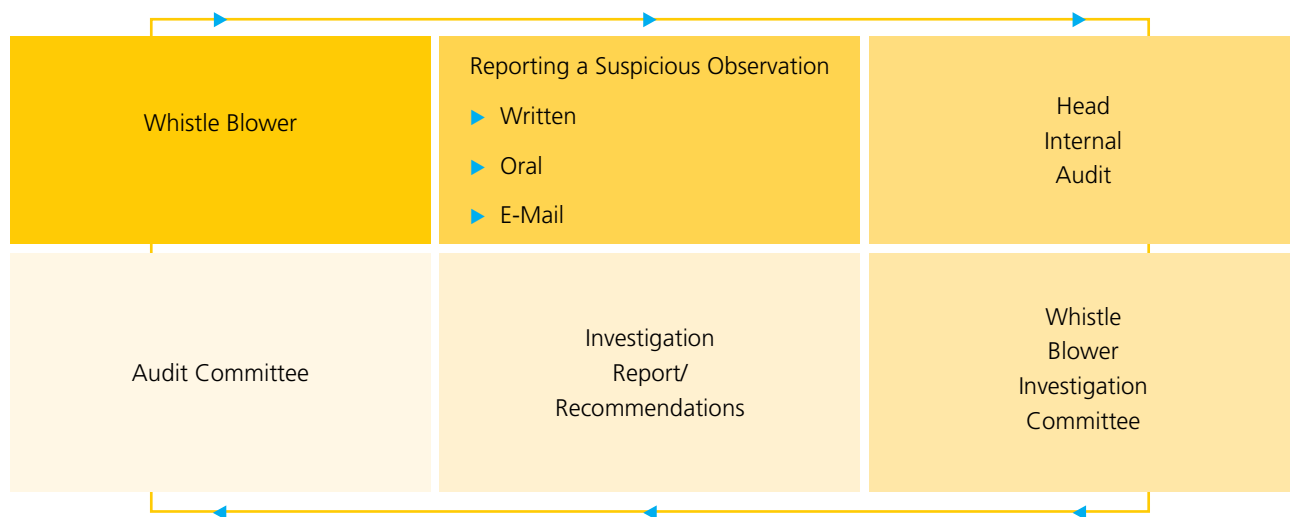 Whistle Blower
Reporting a Suspicious Observation
Written
Oral
E-Mail
Head
Internal
Audit
Audit Committee
Investigation
Report/
Recommendations
Whistle
Blower
Investigation
Committee